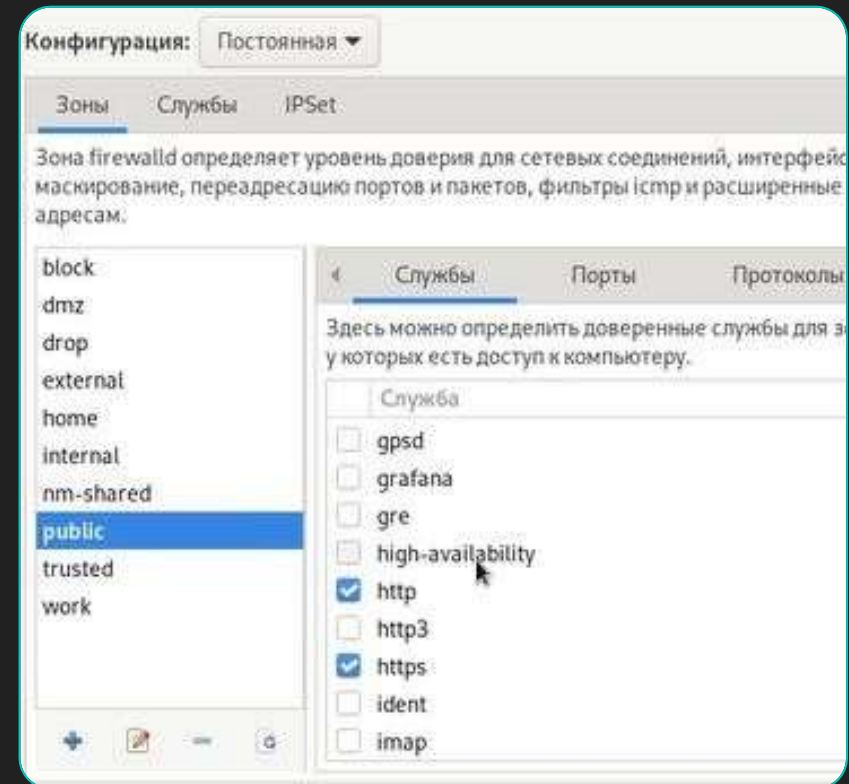 Конфигурация: Постоянная
Зоны Службы IPSet
Зона firewalld определяет уровень доверия для сетевых соединений,
маскирование, переадресацию портов и пакетов, фильтры icmp и расширенные
адресам.
block
dmz
drop
external
home
internal
nm-shared
public
trusted
work
Службы Порты Протоколы
Здесь можно определить доверенные службы для
у которых есть доступ к компьютеру.
Служба
gpsd
grafana
gre
high-availability
http
http3
https
ident
imap